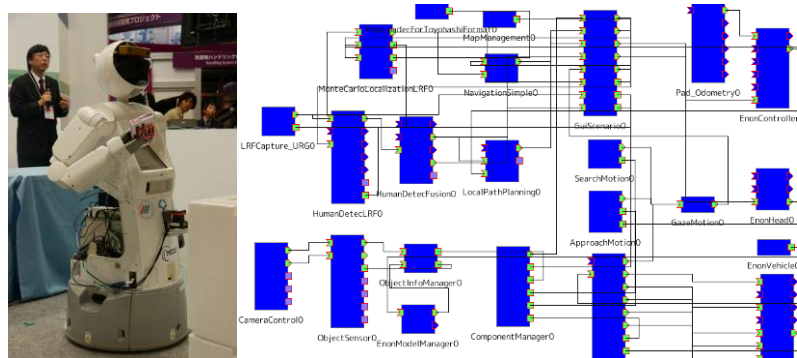 MapManagement0
MonteCarloLocalizationLRF0
NavigationSimple0
GuiScenario0
Pad_Odometry0
EnonController
LRFCapture_URG0
HumanDetecLRF0
HumanDetecFusion0
LocalPathPlanning0
SearchMotion0
GazeMotion0
EnonHead0
ApproachMotion0
EnonVehicle0
ObjectInfoManager0
CameraControl0
ObjectSensor0
EnonModelManager0
ComponentManager0